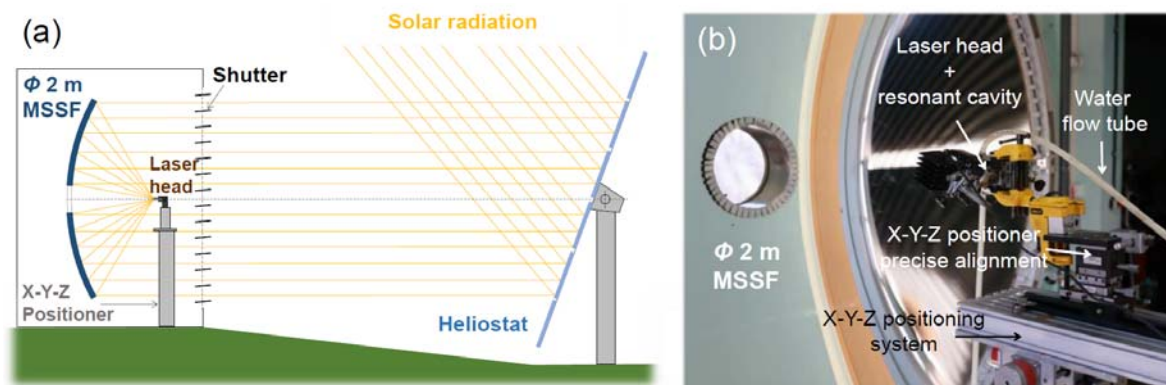 (a)
Solar radiation
Φ 2 m
MSSF
Shutter
Laser
head
X-Y-Z
Positioner
Heliostat
(b)
Laser head
+
resonant cavity
Water
flow tube
Φ 2 m
MSSF
X-Y-Z positioner
precise alignment
X-Y-Z positioning
system